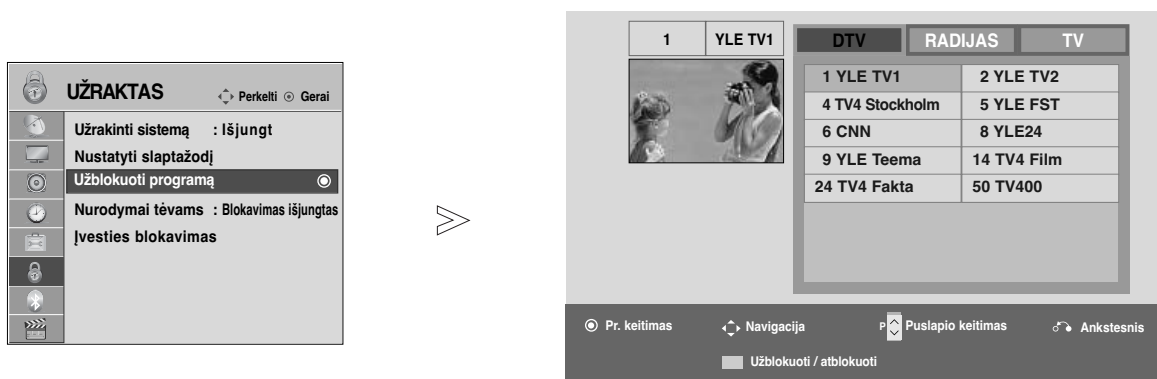 UŽRAKTAS
Perkelti Gerai
Užrakinti sistemą : Išjungt
Nustatyti slaptažodį
Užblokuoti programą
Nurodymai tėvams : Blokavimas išjungtas
Įvesties blokavimas
1 YLE TV1
DTV RADIJAS TV
1 YLE TV1 2 YLE TV2
4 TV4 Stockholm 5 YLE FST
6 CNN 8 YLE24
9 YLE Teema 14 TV4 Film
24 TV4 Fakta 50 TV400
Pr. keitimas Navigacija P Puslapio keitimas Ankstesnis
Užblokuoti / atblokuoti